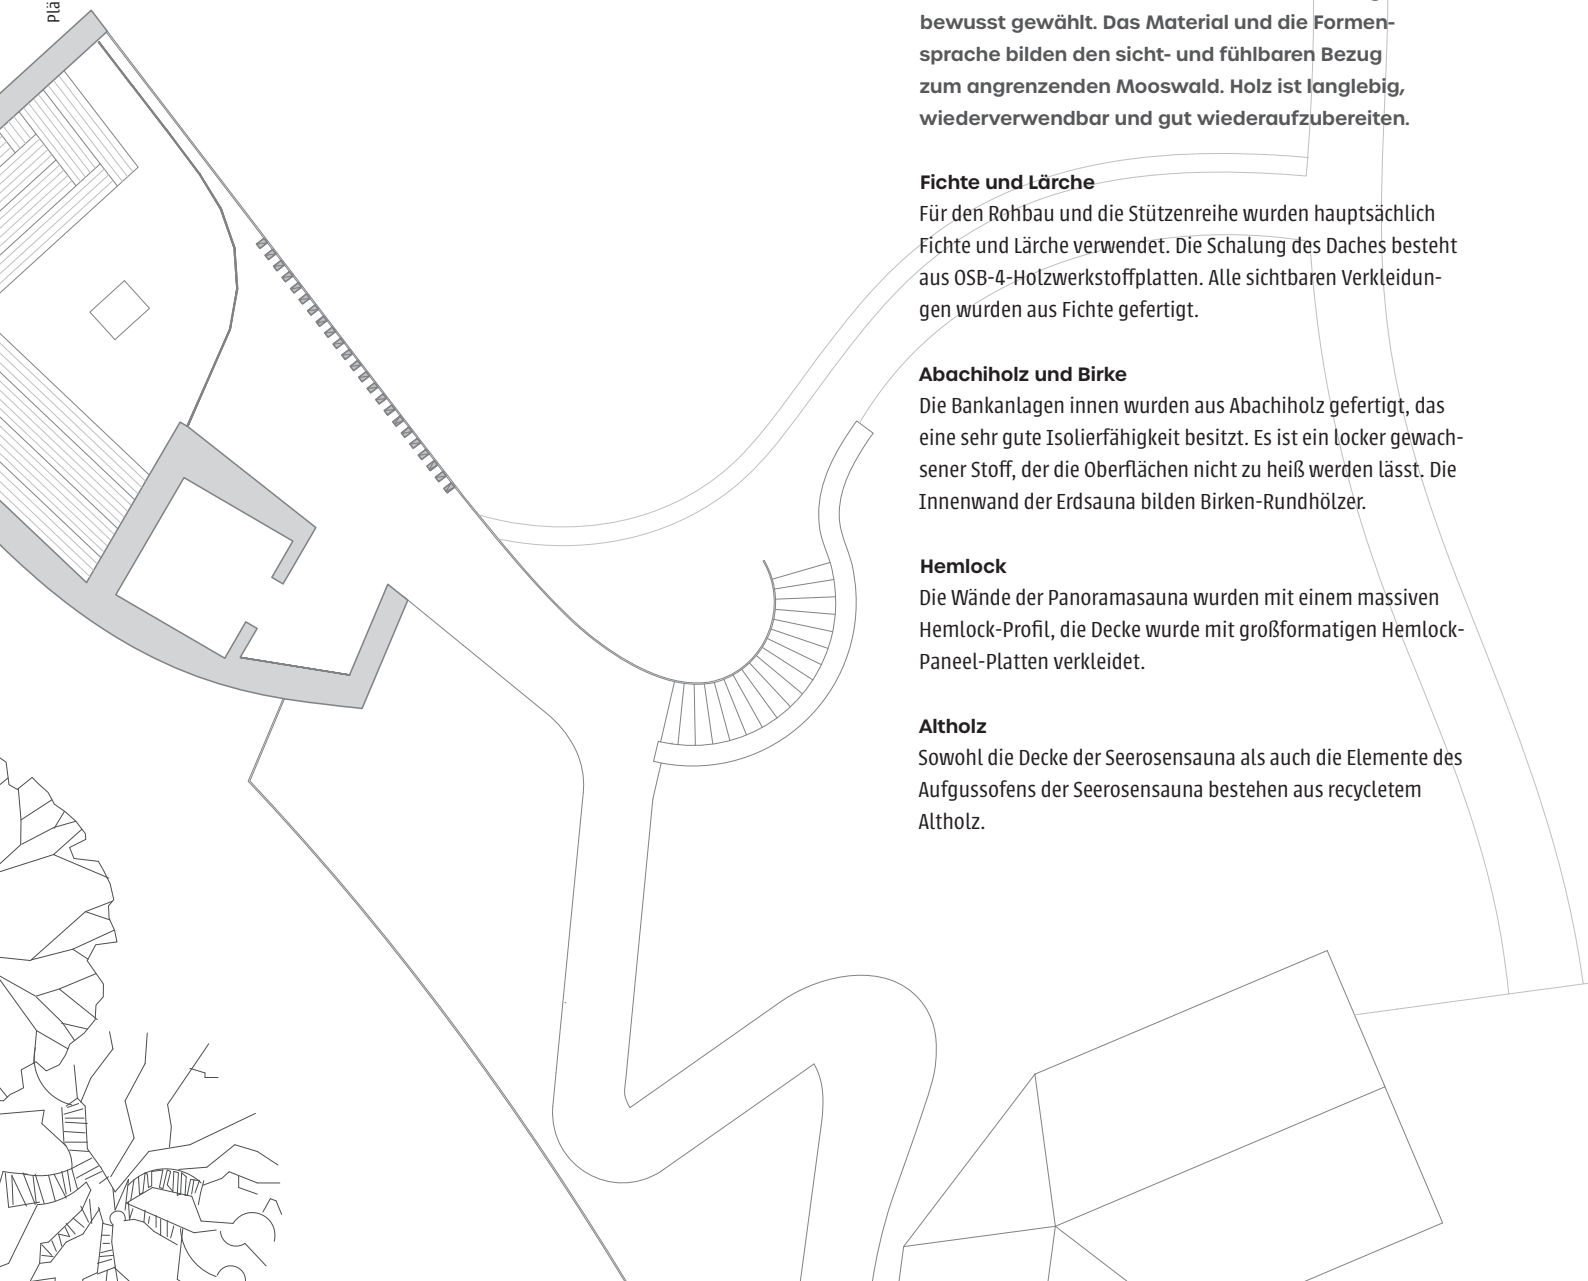 Plä
bewusst gewählt. Das Material und die Formen-
sprache bilden den sicht- und fühlbaren Bezug
zum angrenzenden Mooswald. Holz ist langlebig,
wiederverwendbar und gut wiederaufzubereiten.
Fichte und Lärche
Für den Rohbau und die Stützenreihe wurden hauptsächlich
Fichte und Lärche verwendet. Die Schalung des Daches besteht
aus OSB-4-Holzwerkstoffplatten. Alle sichtbaren Verkleidun-
gen wurden aus Fichte gefertigt.
Abachiholz und Birke
Die Bankanlagen innen wurden aus Abachiholz gefertigt, das
eine sehr gute Isolierfähigkeit besitzt. Es ist ein locker gewach-
sener Stoff, der die Oberflächen nicht zu heiß werden lässt. Die
Innenwand der Erdsauna bilden Birken-Rundhölzer.
Hemlock
Die Wände der Panoramasauna wurden mit einem massiven
Hemlock-Profil, die Decke wurde mit großformatigen Hemlock-
Paneel-Platten verkleidet.
Altholz
Sowohl die Decke der Seerosensauna als auch die Elemente des
Aufgussofens der Seerosensauna bestehen aus recycletem
Altholz.